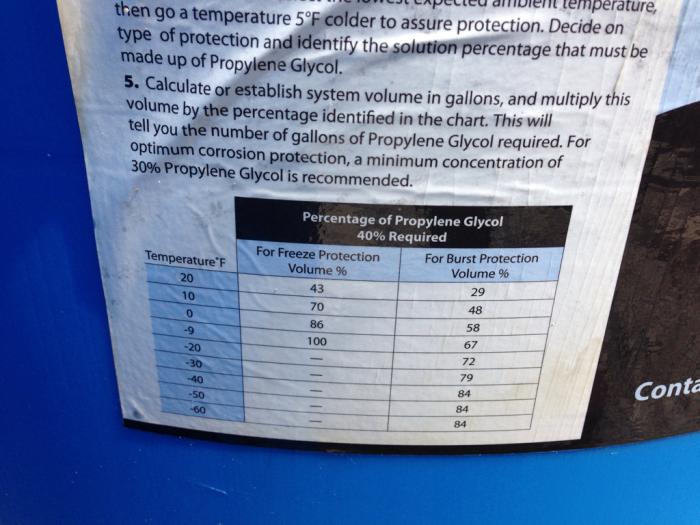 the lowest expected ambient temperature,
then go a temperature 5°F colder to assure protection. Decide on
type of protection and identify the solution percentage that must be
made up of Propylene Glycol.
5. Calculate or establish system volume in gallons, and multiply this
volume by the percentage identified in the chart. This will
tell you the number of gallons of Propylene Glycol required. For
optimum corrosion protection, a minimum concentration of
30% Propylene Glycol is recommended.
Percentage of Propylene Glycol
40% Required
Temperature°F For Freeze Protection Volume % For Burst Protection Volume %
20 43 29
10 70 48
0 86 58
-9 100 67
-20 — 72
-30 — 79
-40 — 84
-50 — 84
-60 — 84
Conta